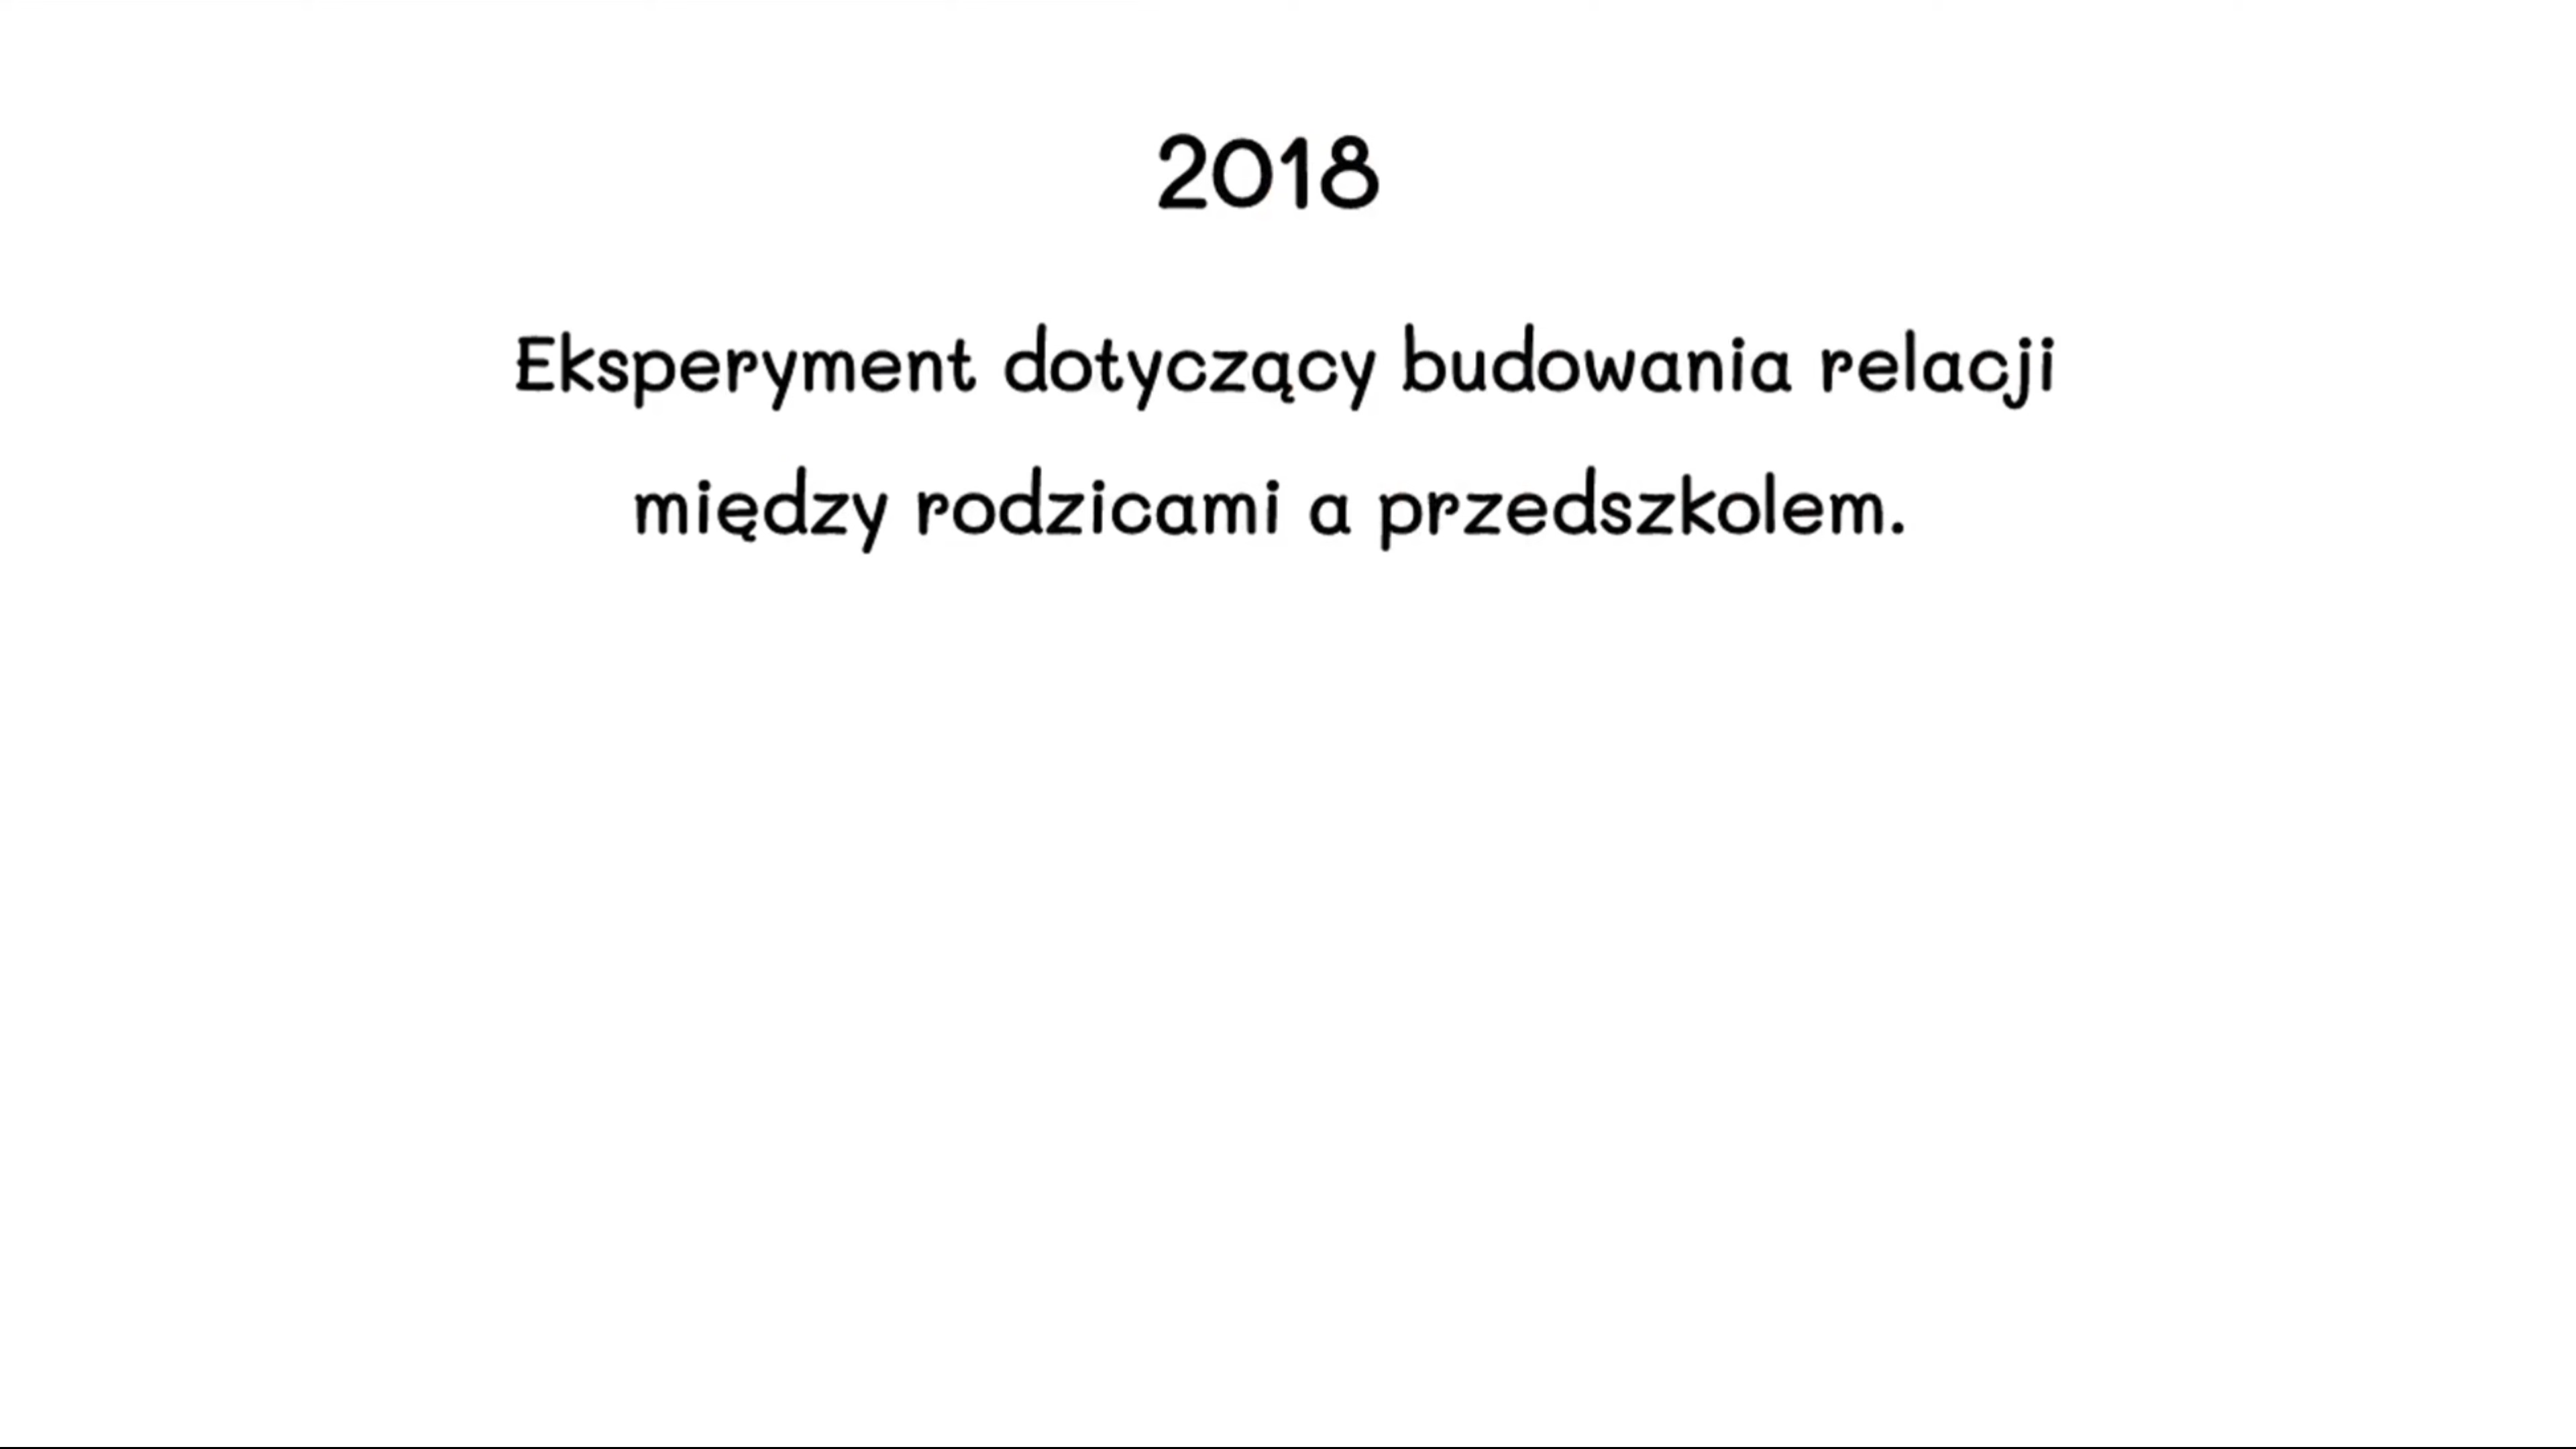 2018
Eksperyment dotyczący budowania relacji
między rodzicami a przedszkolem.